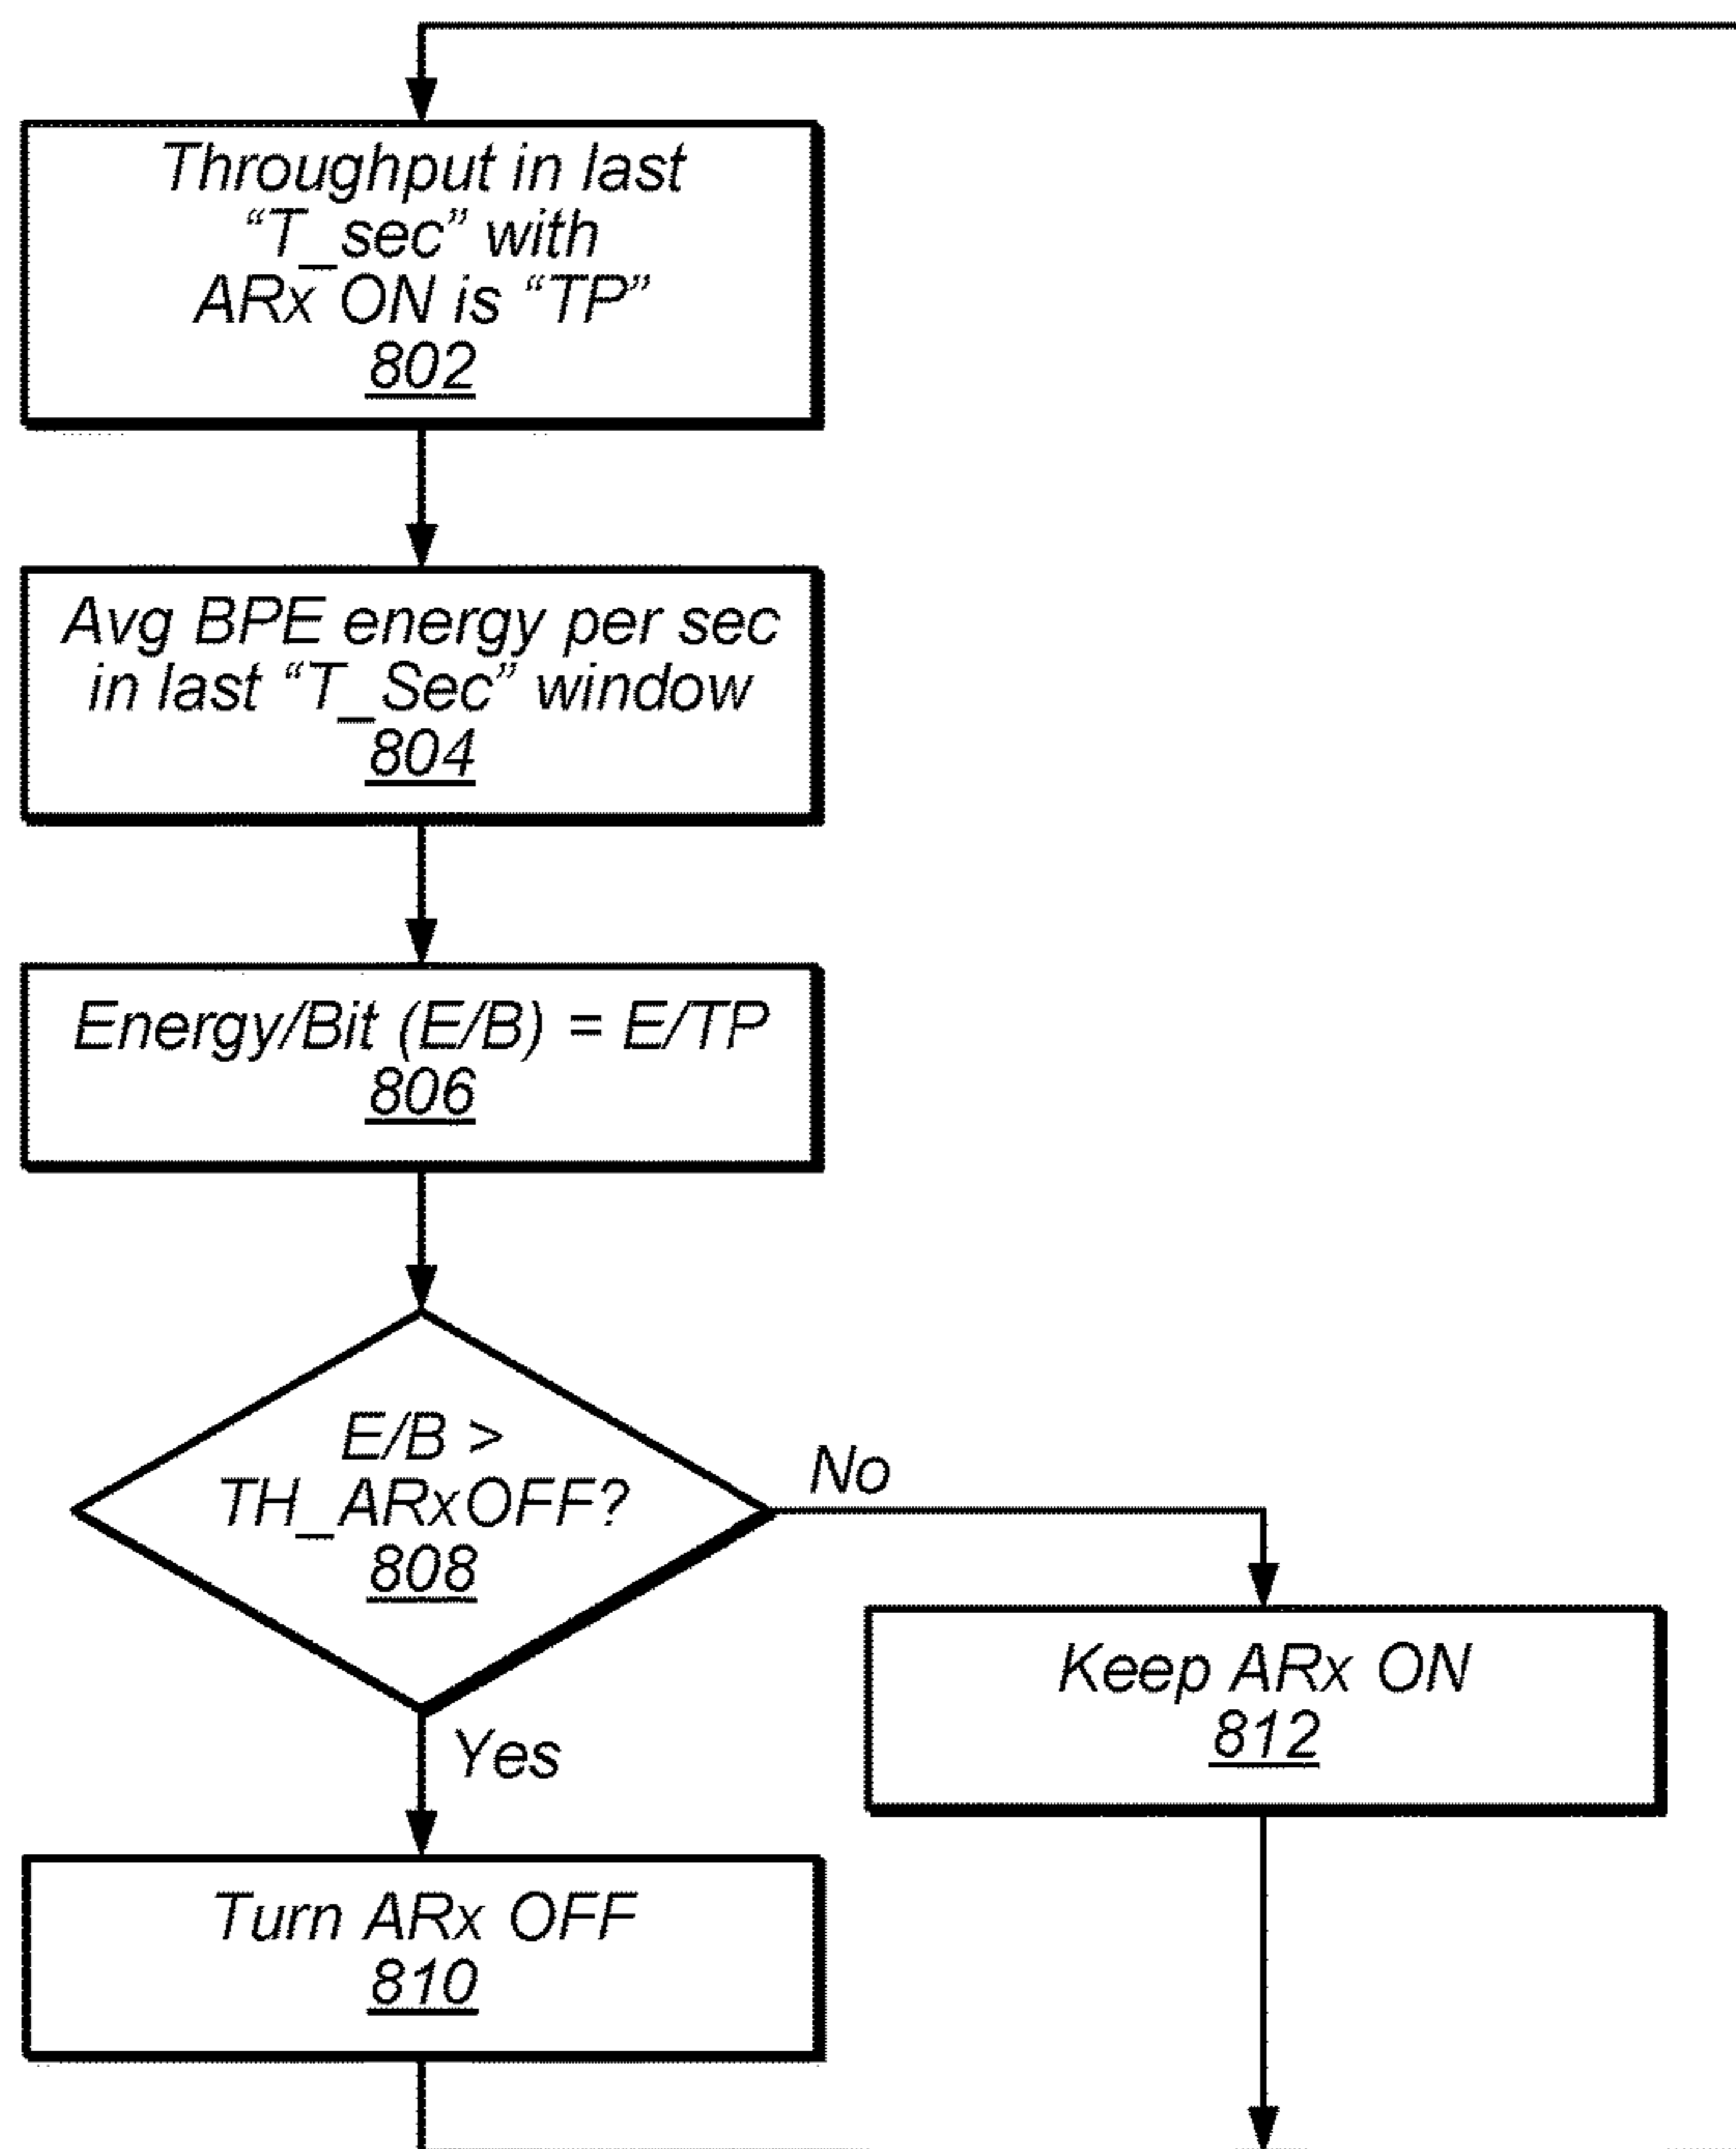 Throughput in last
“T_sec” with
ARx ON is “TP”
802
Avg BPE energy per sec
in last “T_Sec” window
804
Energy/Bit (E/B) = E/TP
806
E/B >
TH_ARxOFF?
808
No
Keep ARx ON
812
Yes
Turn ARx OFF
810